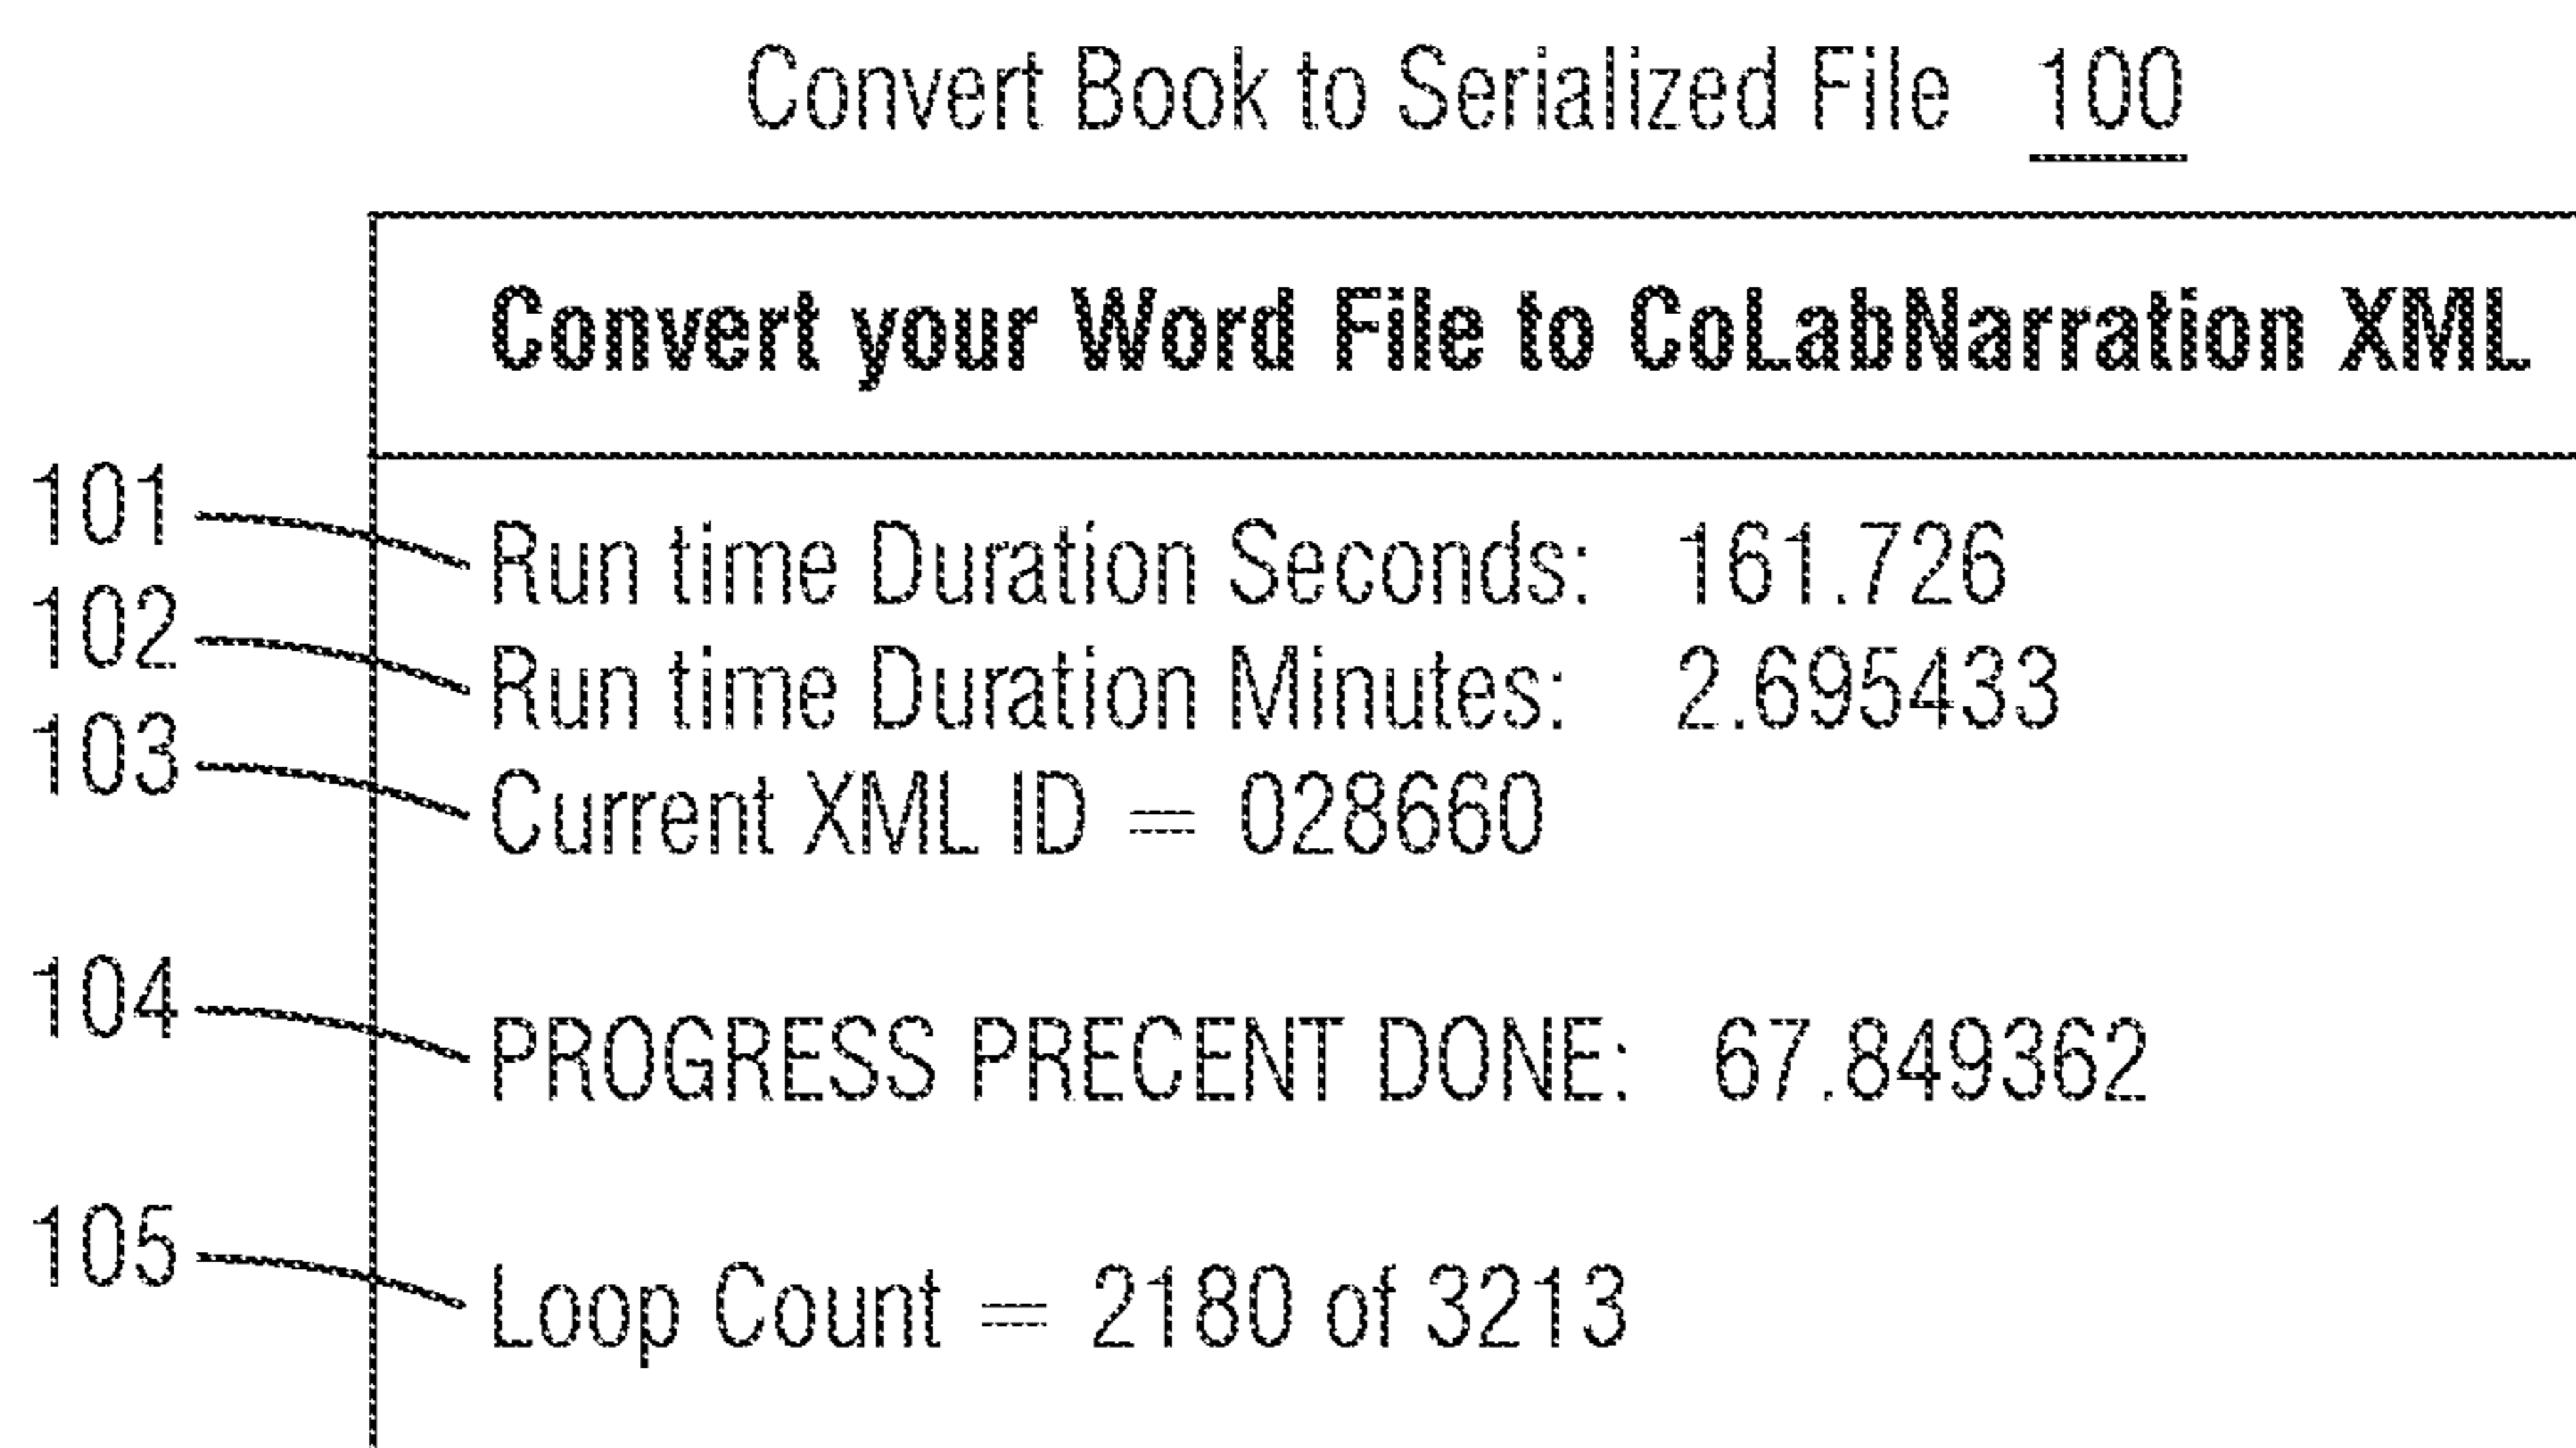 Convert Book to Serialized File 100
Convert your Word File to CoLabNarration XML
101 Run time Duration Seconds: 161.726
102 Run time Duration Minutes: 2.695433
103 Current XML ID = 028660
104 PROGRESS PRECENT DONE: 67.849362
105 Loop Count = 2180 of 3213